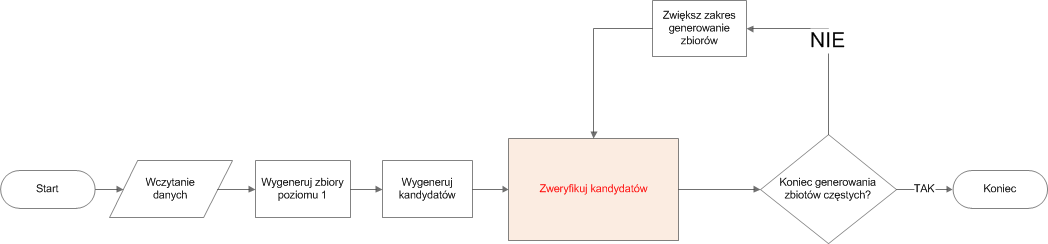 Zwiększ zakres
generowanie
zbiorów
NIE
Start
Wczytanie
danych
Wygeneruj zbiory
poziomu 1
Wygeneruj
kandydatów
Zweryfikuj kandydatów
Koniec generowania
zbiotów częstych?
TAK
Koniec